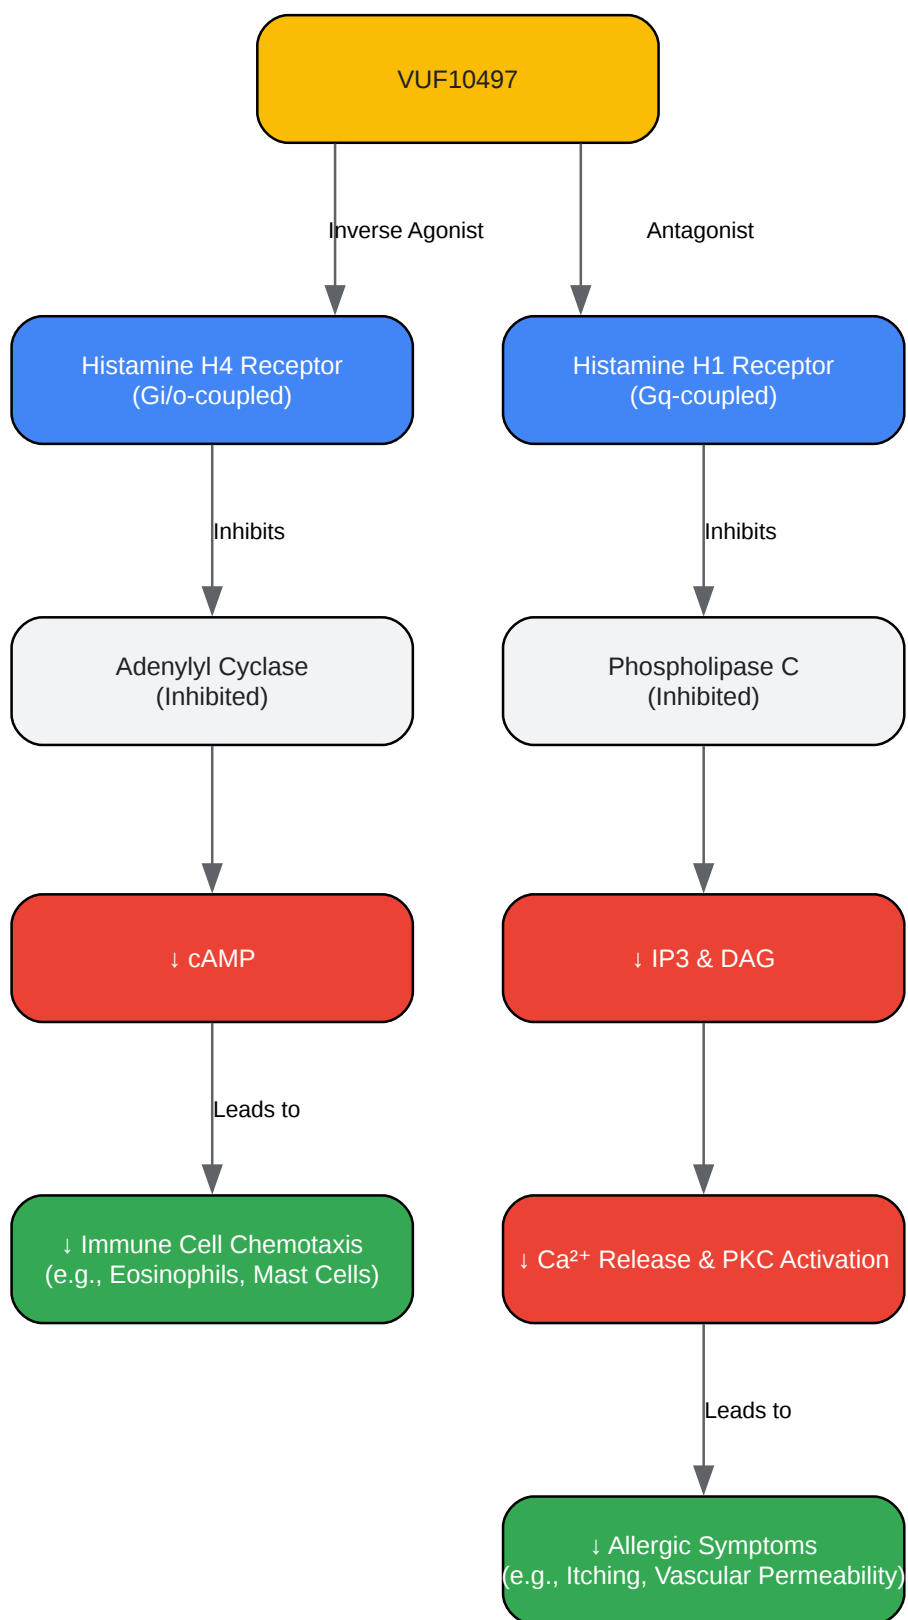 VUF10497
Inverse Agonist
Antagonist
Histamine H4 Receptor
(Gi/o-coupled)
Histamine H1 Receptor
(Gq-coupled)
Inhibits
Inhibits
Adenylyl Cyclase
(Inhibited)
Phospholipase C
(Inhibited)
↓ cAMP
↓ IP3 & DAG
Leads to
↓ Immune Cell Chemotaxis
(e.g., Eosinophils, Mast Cells)
↓ Ca²⁺ Release & PKC Activation
Leads to
↓ Allergic Symptoms
(e.g., Itching, Vascular Permeability)